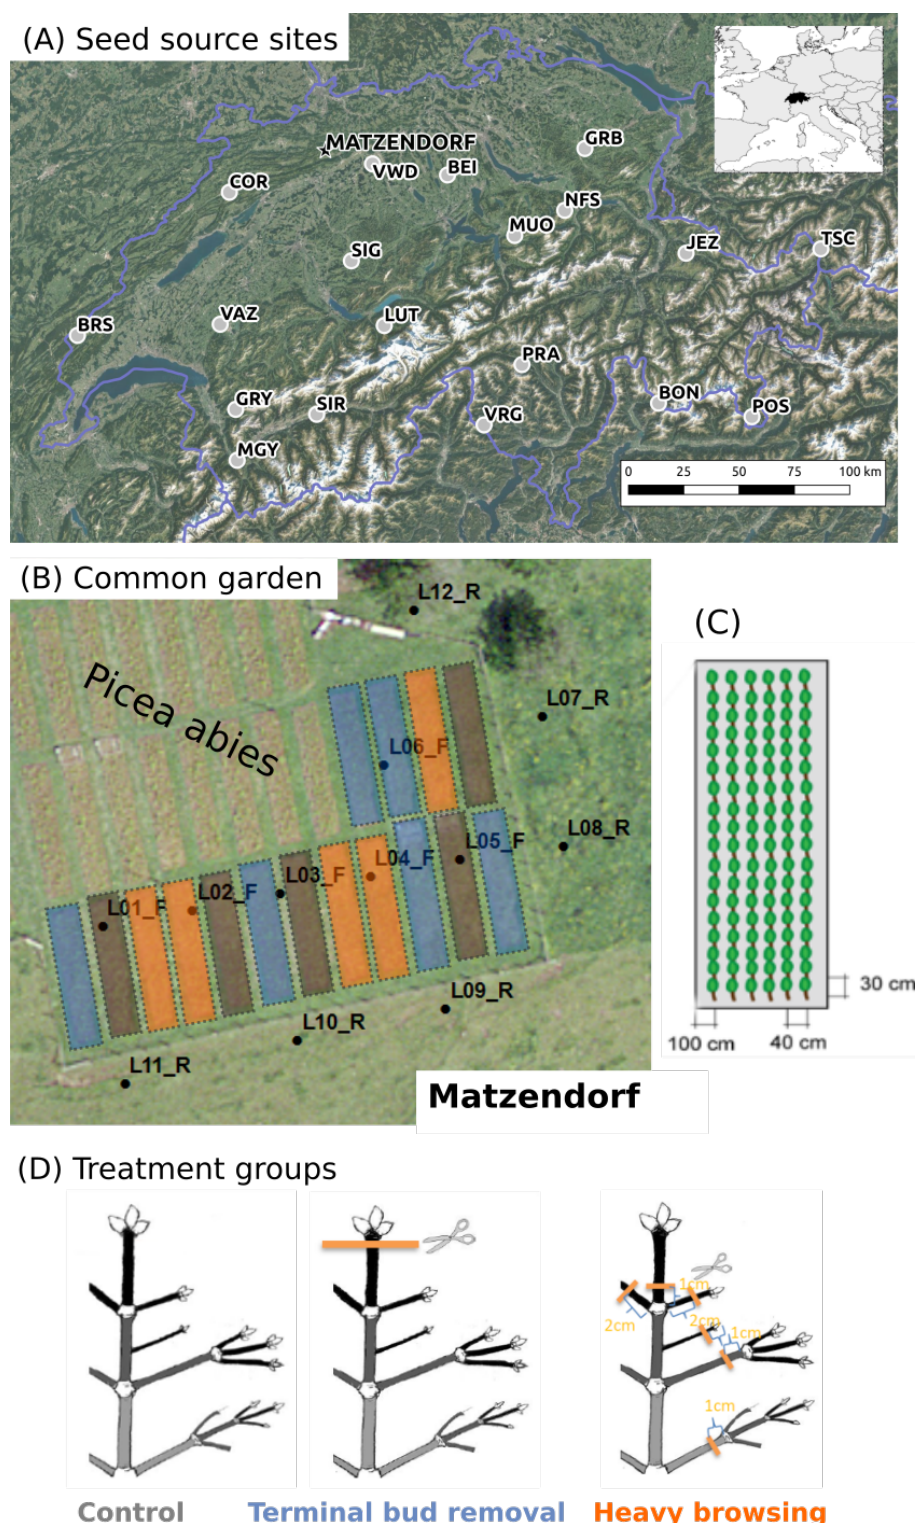 (A) Seed source sites
MATZENDORF
GRB
VWD
BEI
COR
NFS
MUO
JEZ
TSC
SIG
BRS
VAZ
LUT
PRA
GRY
SIR
VRG
BON
POS
MGY
0 25 50 75 100 km
(B) Common garden
L12_R
Picea abies
L07_R
L06_F
L08_R
L05_F
L04_F
L03_F
L02_F
L01_F
L09_R
L10_R
L11_R
Matzendorf
(C)
30 cm
100 cm
40 cm
(D) Treatment groups
1cm
2cm
2cm
1cm
1cm
Control
Terminal bud removal
Heavy browsing